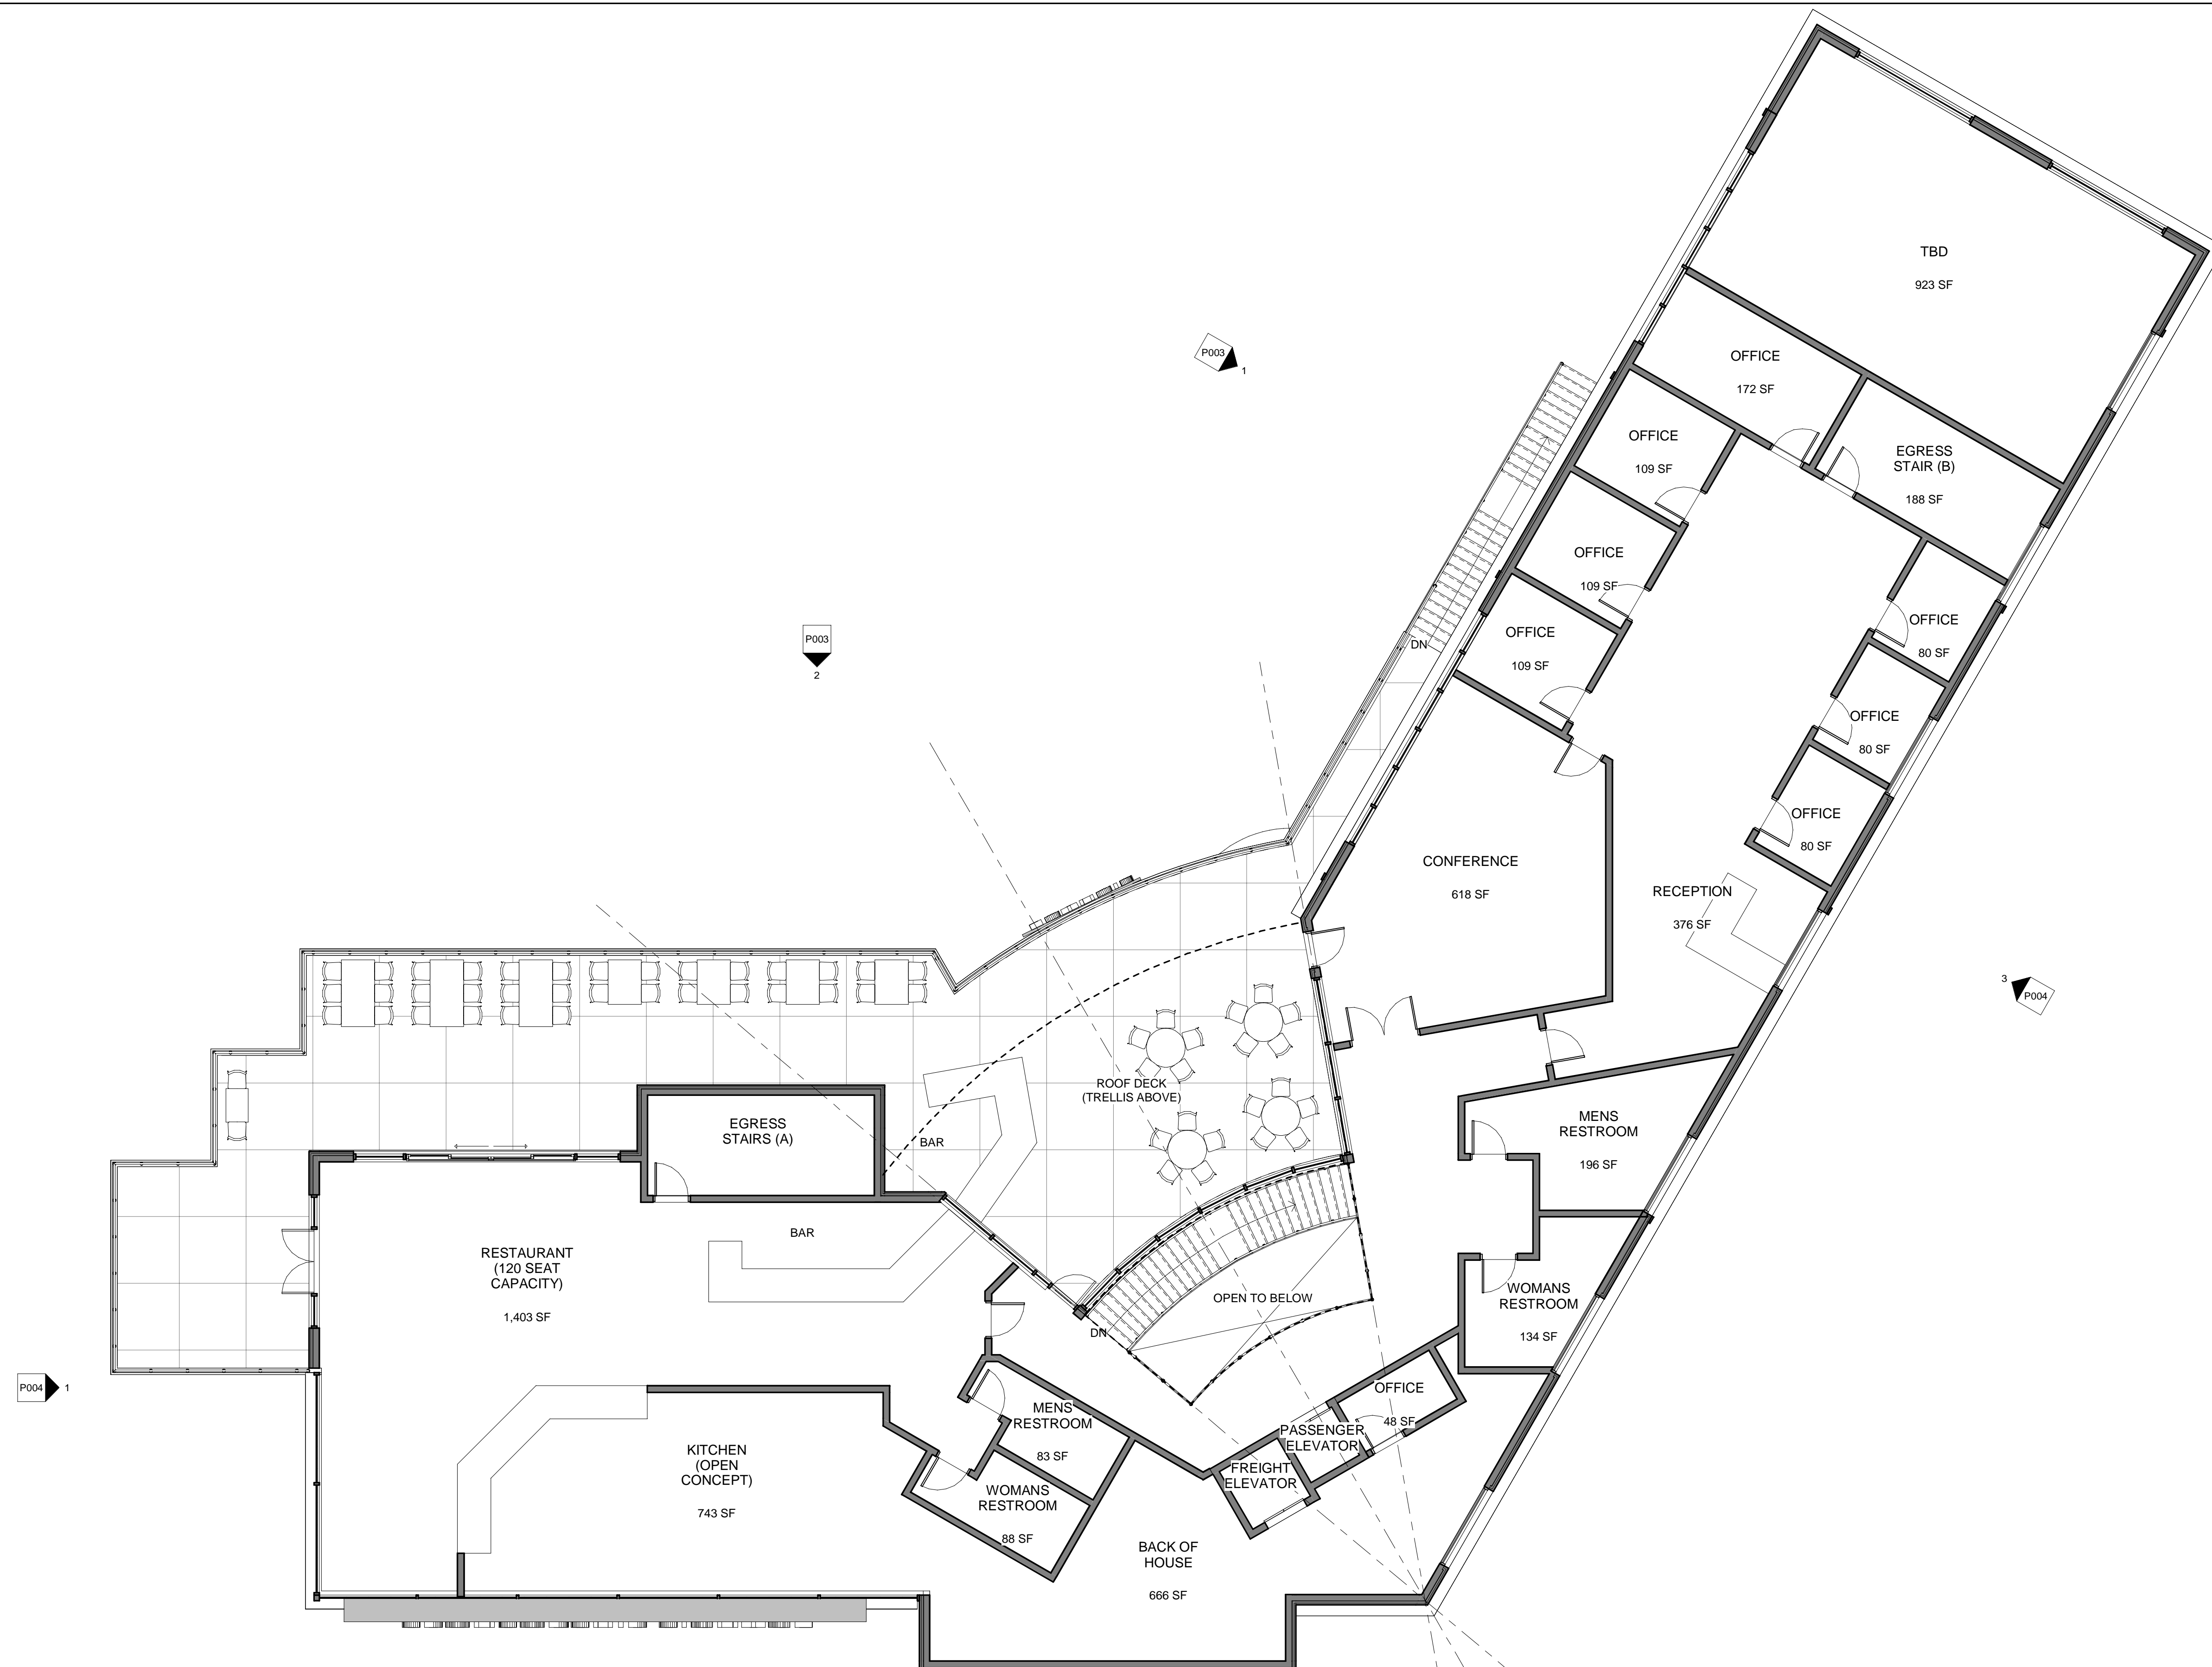 TBD
923 SF
P003
1
OFFICE
172 SF
OFFICE
109 SF
EGRESS
STAIR (B)
188 SF
OFFICE
109 SF
OFFICE
109 SF
DN
P003
2
OFFICE
80 SF
OFFICE
80 SF
OFFICE
80 SF
CONFERENCE
618 SF
RECEPTION
376 SF
3
P004
ROOF DECK
(TRELLIS ABOVE)
EGRESS
STAIRS (A)
BAR
MENS
RESTROOM
196 SF
BAR
RESTAURANT
(120 SEAT
CAPACITY)
1,403 SF
OPEN TO BELOW
DN
WOMANS
RESTROOM
134 SF
P004
1
OFFICE
48 SF
MENS
RESTROOM
83 SF
PASSENGER
ELEVATOR
FREIGHT
ELEVATOR
KITCHEN
(OPEN
CONCEPT)
743 SF
WOMANS
RESTROOM
88 SF
BACK OF
HOUSE
666 SF